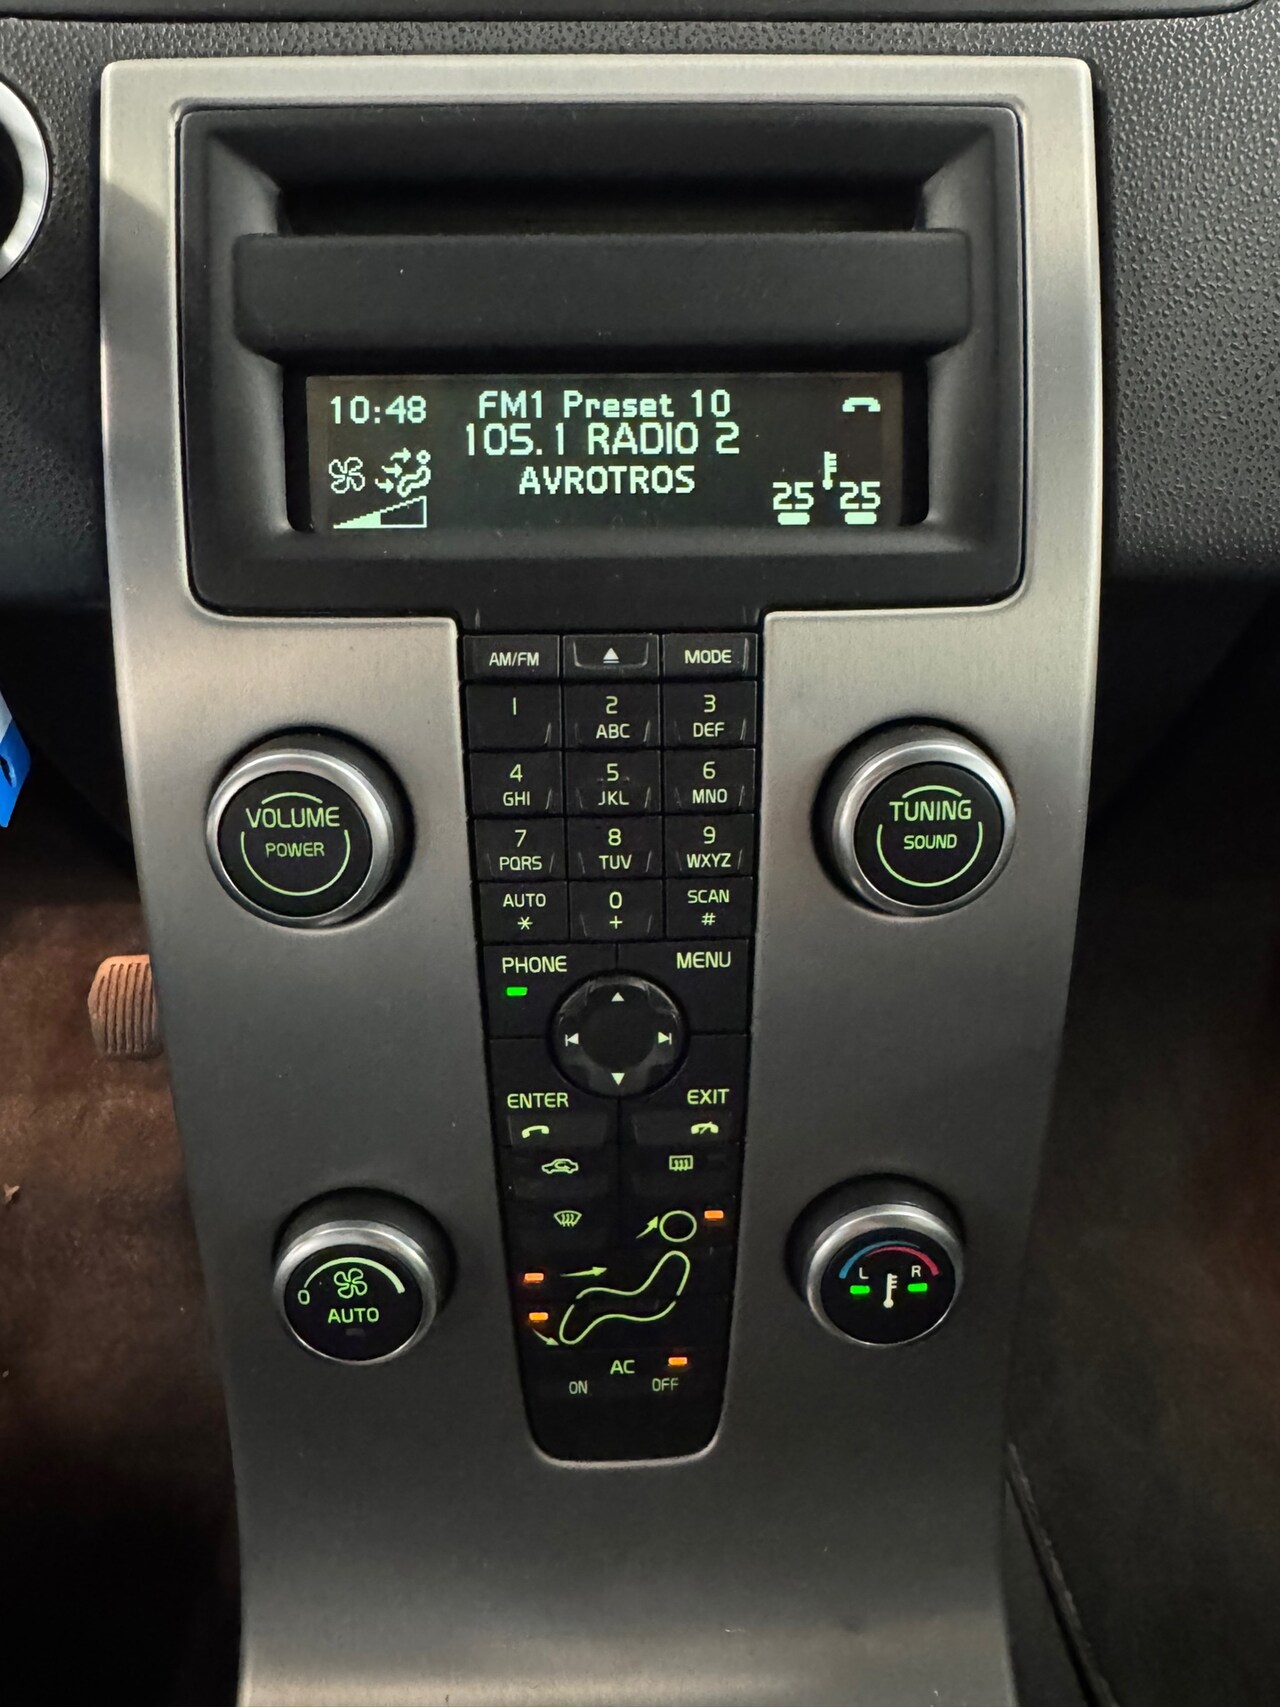 10:48 FM1 Preset 10
105.1 RADIO 2
AVROTROS
25 25
AM/FM MODE
1 2 3
ABC DEF
4 5 6
GHI JKL MNO
7 8 9
PQRS TUV WXYZ
AUTO 0 SCAN
* + #
VOLUME
POWER
TUNING
SOUND
PHONE MENU
ENTER EXIT
0
AUTO
L R
AC
ON OFF